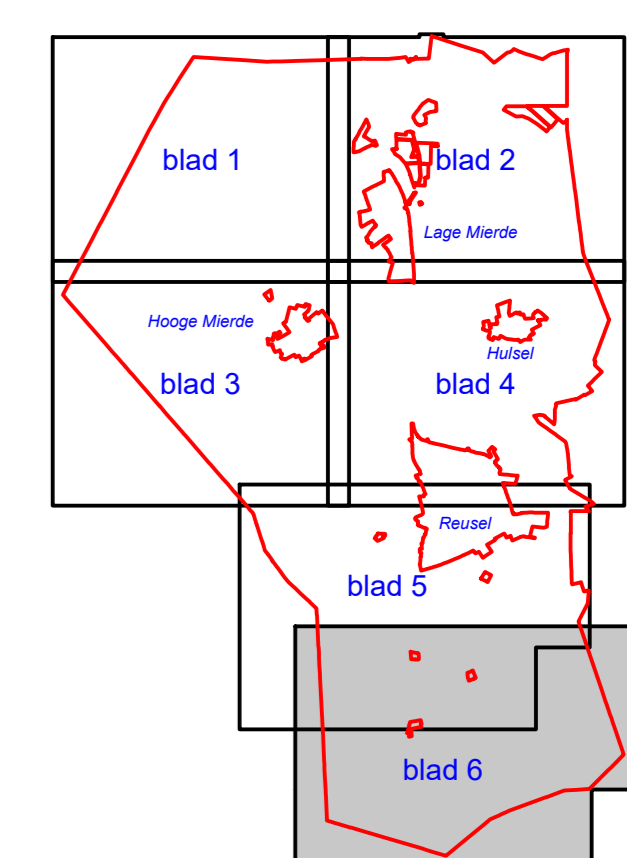 blad 1
blad 2
Lage Mierde
Hooge Mierde
Hulsel
blad 3
blad 4
Reusel
blad 5
blad 6